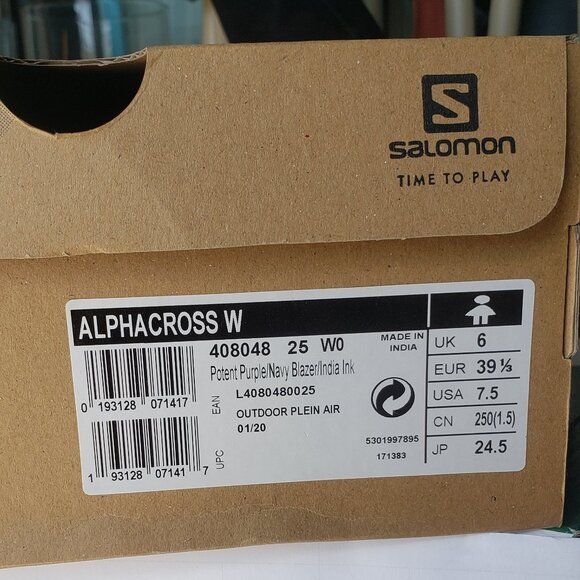 S
salomon
TIME TO PLAY
ALPHACROSS W
408048 25 W0
MADE IN
INDIA
Potent Purple/Navy Blazer/India Ink
L4080480025
OUTDOOR PLEIN AIR
01/20
EAN
0 193128 071417
UPC
1 93128 07141 7
5301997895
171383
UK 6
EUR 39 ⅓
USA 7.5
CN 250(1.5)
JP 24.5